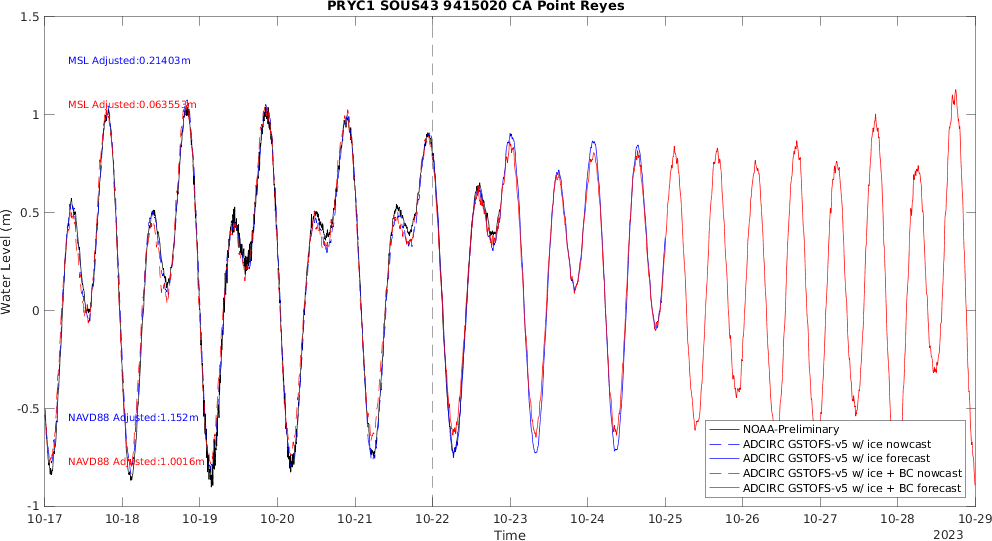 PRYC1 SOUS43 9415020 CA Point Reyes
1.5
MSL Adjusted:0.21403m
MSL Adjusted:0.063553m
1
0.5
Water Level (m)
0
-0.5
NAVD88 Adjusted:1.152m
NAVD88 Adjusted:1.0016m
-1
NOAA-Preliminary
ADCIRC GSTOFS-v5 w/ ice nowcast
ADCIRC GSTOFS-v5 w/ ice forecast
ADCIRC GSTOFS-v5 w/ ice + BC nowcast
ADCIRC GSTOFS-v5 w/ ice + BC forecast
10-17 10-18 10-19 10-20 10-21 10-22 10-23 10-24 10-25 10-26 10-27 10-28 10-29
Time
2023